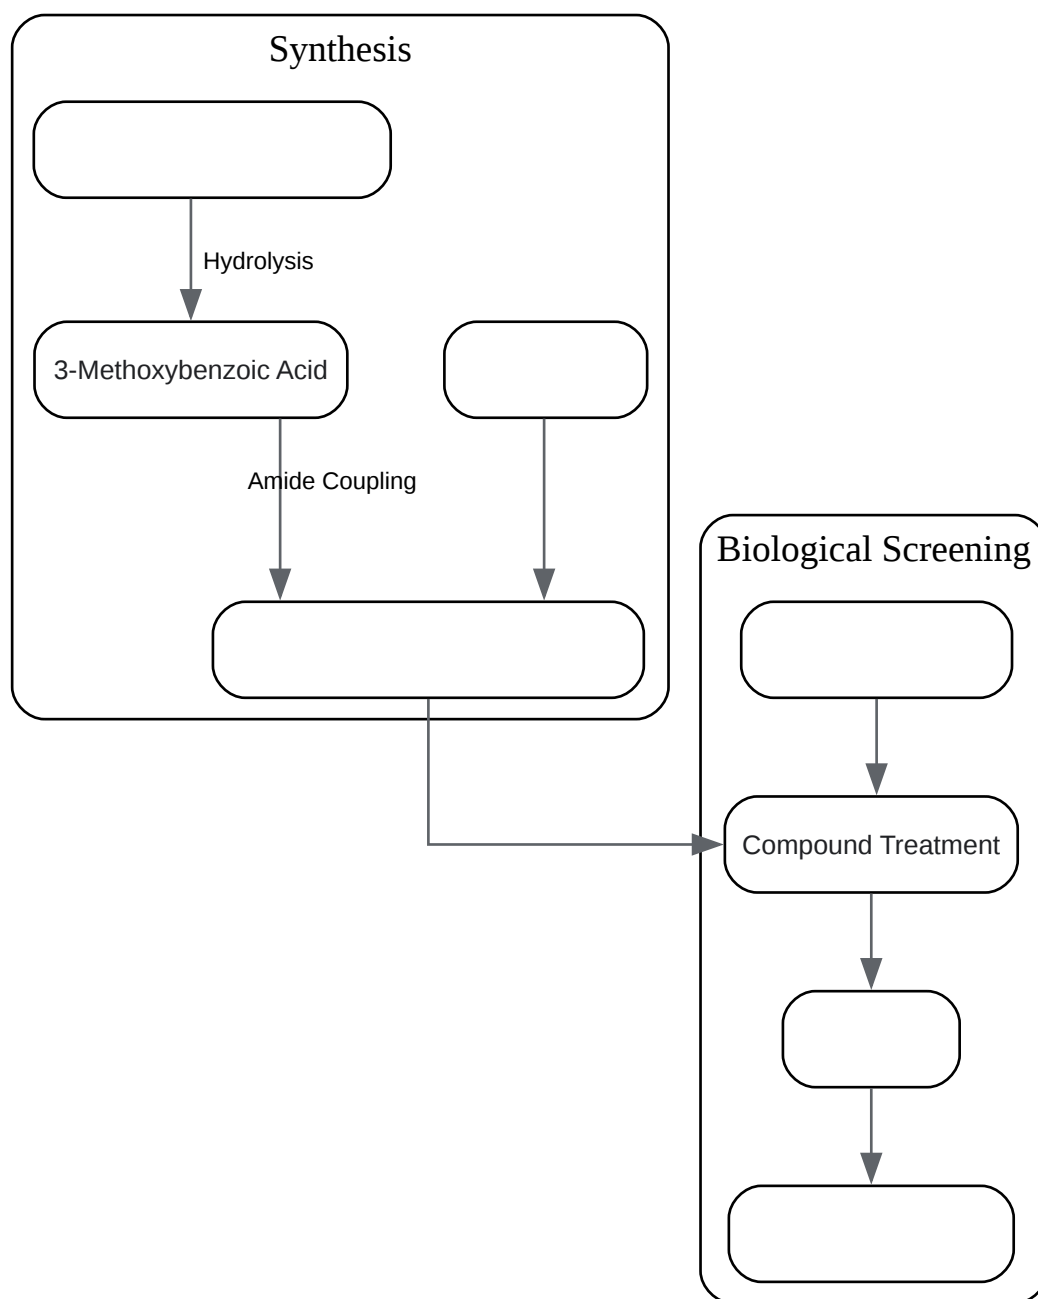 Synthesis
Hydrolysis
3-Methoxybenzoic Acid
Amide Coupling
Biological Screening
Compound Treatment